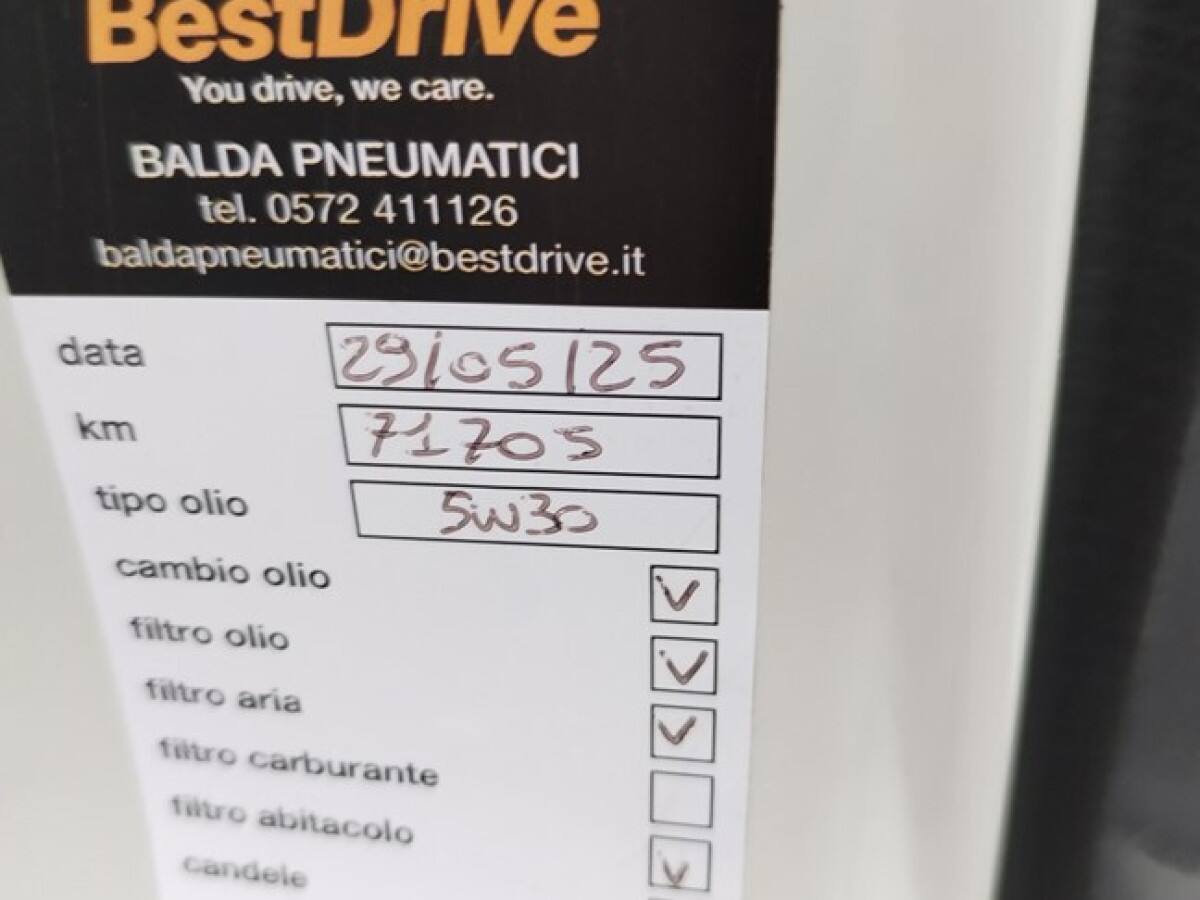 BestDrive
You drive, we care.
BALDA PNEUMATICI
tel. 0572 411126
baldapneumatici@bestdrive.it
data 29/05/25
km 71705
tipo olio 5W30
cambio olio V
filtro olio V
filtro aria V
filtro carburante
filtro abitacolo V
candele